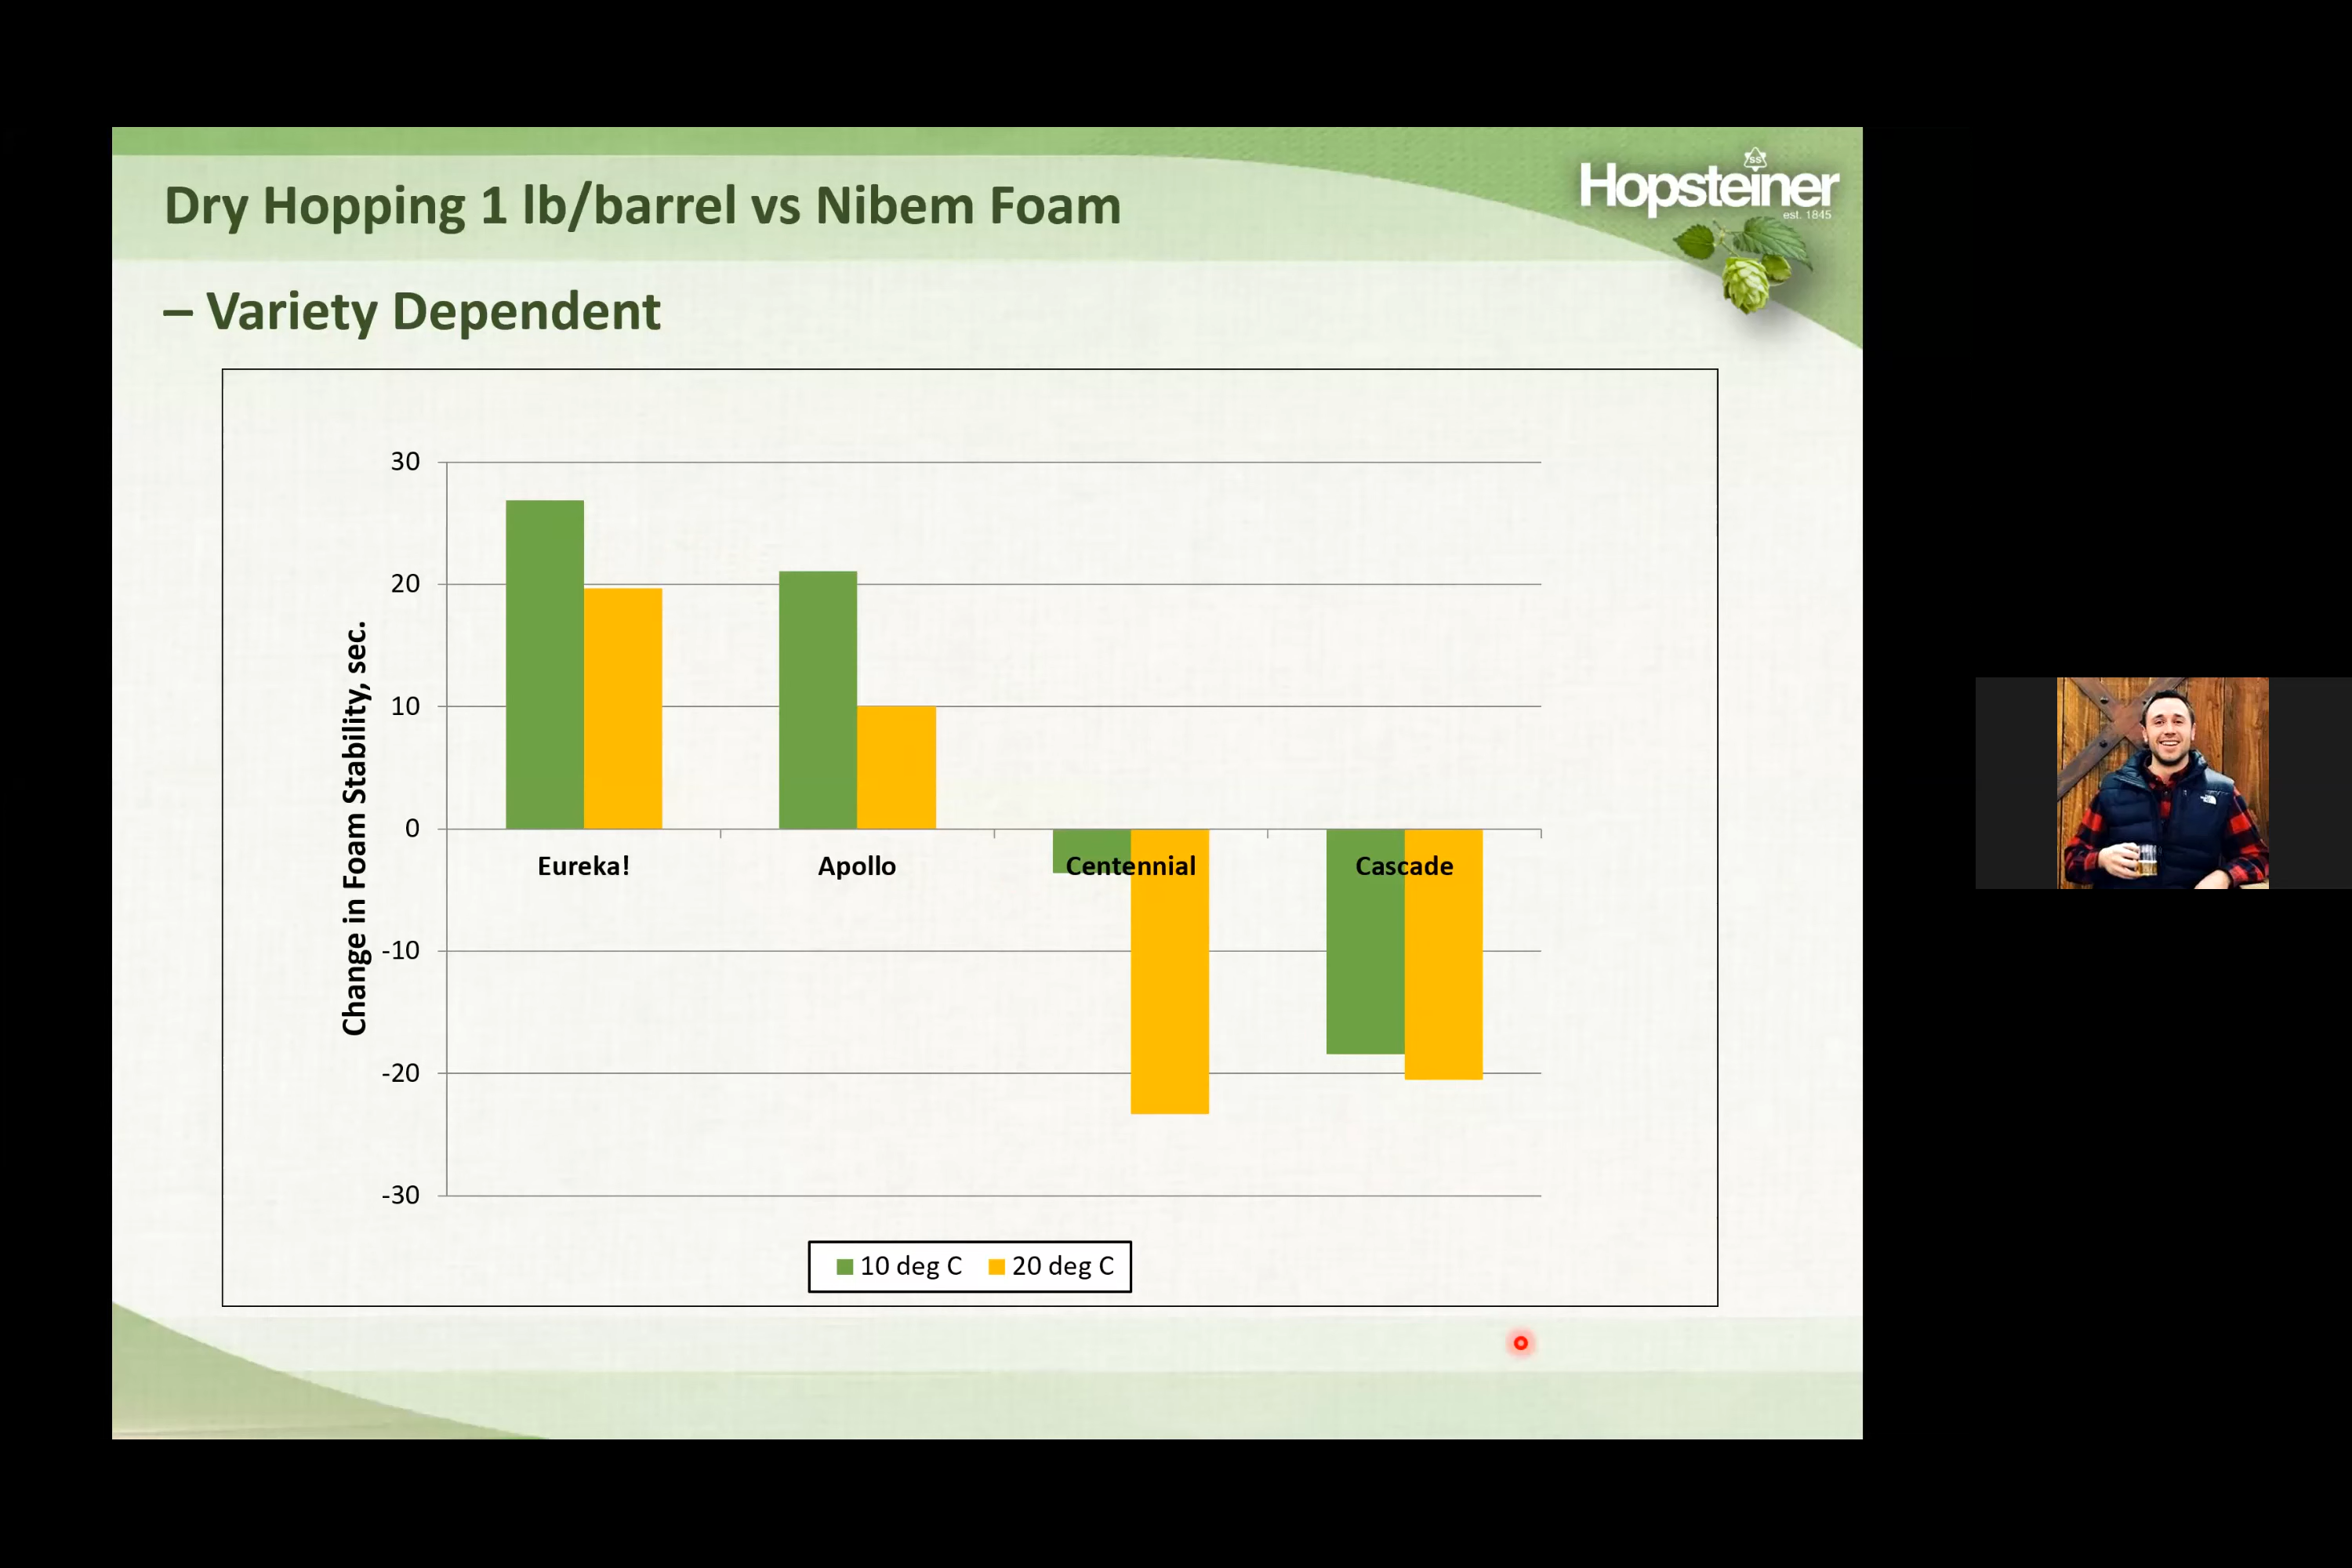 Dry Hopping 1 lb/barrel vs Nibem Foam
SS
Hopsteiner
est. 1845
– Variety Dependent
Change in Foam Stability, sec.
30
20
10
0
-10
-20
-30
Eureka!
Apollo
Centennial
Cascade
10 deg C
20 deg C